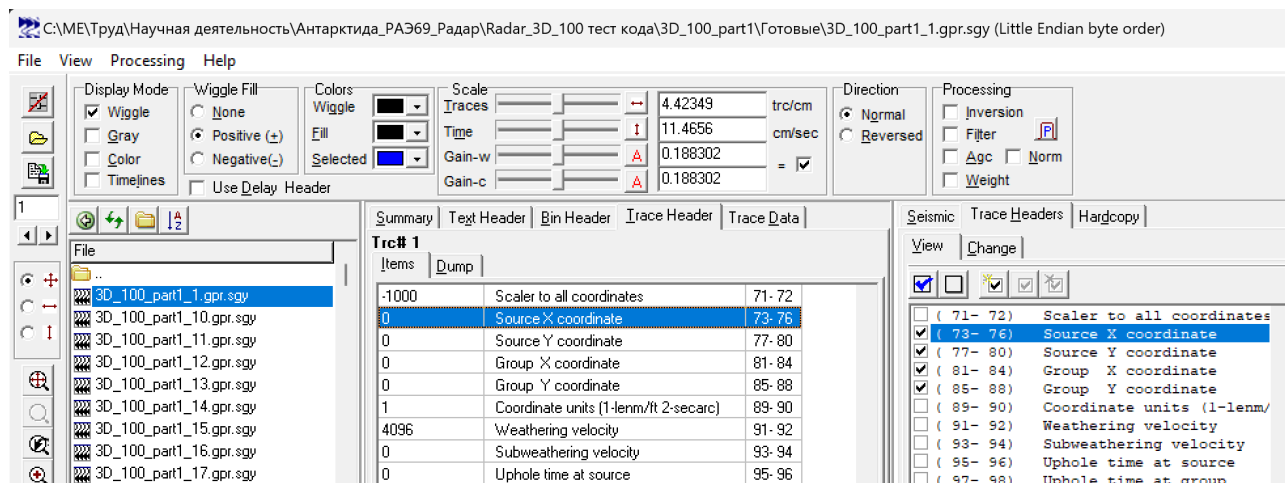 C:\ME\Труд\Научная деятельность\Антарктида_РАЭ69_Радар\Radar_3D_100 тест кода\3D_100_part1\Готовые\3D_100_part1_1.gpr.sgy (Little Endian byte order)
File View Processing Help
Display Mode
Wiggle
Gray
Color
Timelines
Wiggle Fill
None
Positive (+)
Negative(-)
Use Delay Header
Colors
Wiggle
Fill
Selected
Scale
Traces 4.42349 trc/cm
Time 11.4656 cm/sec
Gain-w A 0.188302
Gain-c A 0.188302
=
Direction
Normal
Reversed
Processing
Inversion
Filter P
Agc Norm
Weight
1
File
..
3D_100_part1_1.gpr.sgy
3D_100_part1_10.gpr.sgy
3D_100_part1_11.gpr.sgy
3D_100_part1_12.gpr.sgy
3D_100_part1_13.gpr.sgy
3D_100_part1_14.gpr.sgy
3D_100_part1_15.gpr.sgy
3D_100_part1_16.gpr.sgy
3D_100_part1_17.gpr.sgy
Summary Text Header Bin Header Trace Header Trace Data
Trc# 1
Items Dump
-1000 Scaler to all coordinates 71- 72
0 Source X coordinate 73- 76
0 Source Y coordinate 77- 80
0 Group X coordinate 81- 84
0 Group Y coordinate 85- 88
1 Coordinate units (1-lenm/ft 2-secarc) 89- 90
4096 Weathering velocity 91- 92
0 Subweathering velocity 93- 94
0 Uphole time at source 95- 96
Seismic Trace Headers Hardcopy
View Change
( 71- 72) Scaler to all coordinates
( 73- 76) Source X coordinate
( 77- 80) Source Y coordinate
( 81- 84) Group X coordinate
( 85- 88) Group Y coordinate
( 89- 90) Coordinate units (1-lenm/
( 91- 92) Weathering velocity
( 93- 94) Subweathering velocity
( 95- 96) Uphole time at source
( 97- 98) Uphole time at group